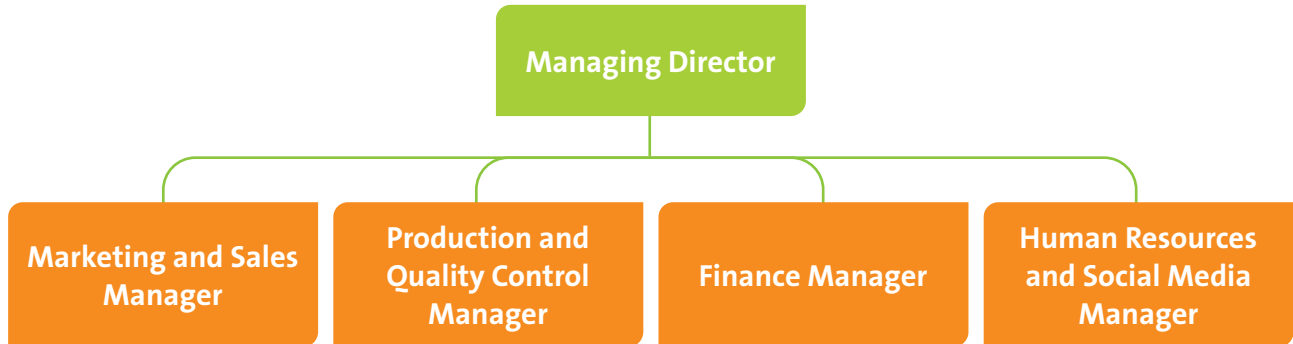 Managing Director
Marketing and Sales
Manager
Production and
Quality Control
Manager
Finance Manager
Human Resources
and Social Media
Manager